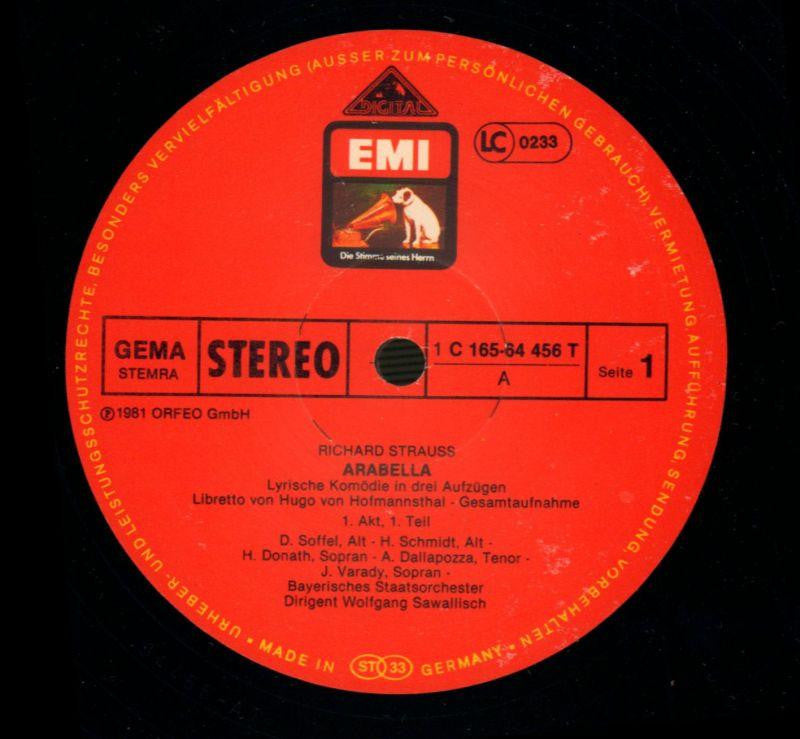 URHEBER- UND LEISTUNGSSCHUTZRECHTE, BESONDERS VERVIELFÄLTIGUNG (AUSSER ZUM PERSÖNLICHEN GEBRAUCH), VERMIETUNG, AUFFÜHRUNG, SENDUNG, VORBEHALTEN
DIGITAL
EMI
LC 0233
Die Stimme seines Herrn
GEMA
STEMRA
STEREO
1 C 165-64 456 T
A
Seite 1
℗1981 ORFEO GmbH
RICHARD STRAUSS
ARABELLA
Lyrische Komödie in drei Aufzügen
Libretto von Hugo von Hofmannsthal - Gesamtaufnahme
1. Akt, 1. Teil
D. Soffel, Alt - H. Schmidt, Alt -
H. Donath, Sopran - A. Dallapozza, Tenor -
J. Varady, Sopran -
Bayerisches Staatsorchester
Dirigent Wolfgang Sawallisch
MADE IN ST 33 GERMANY